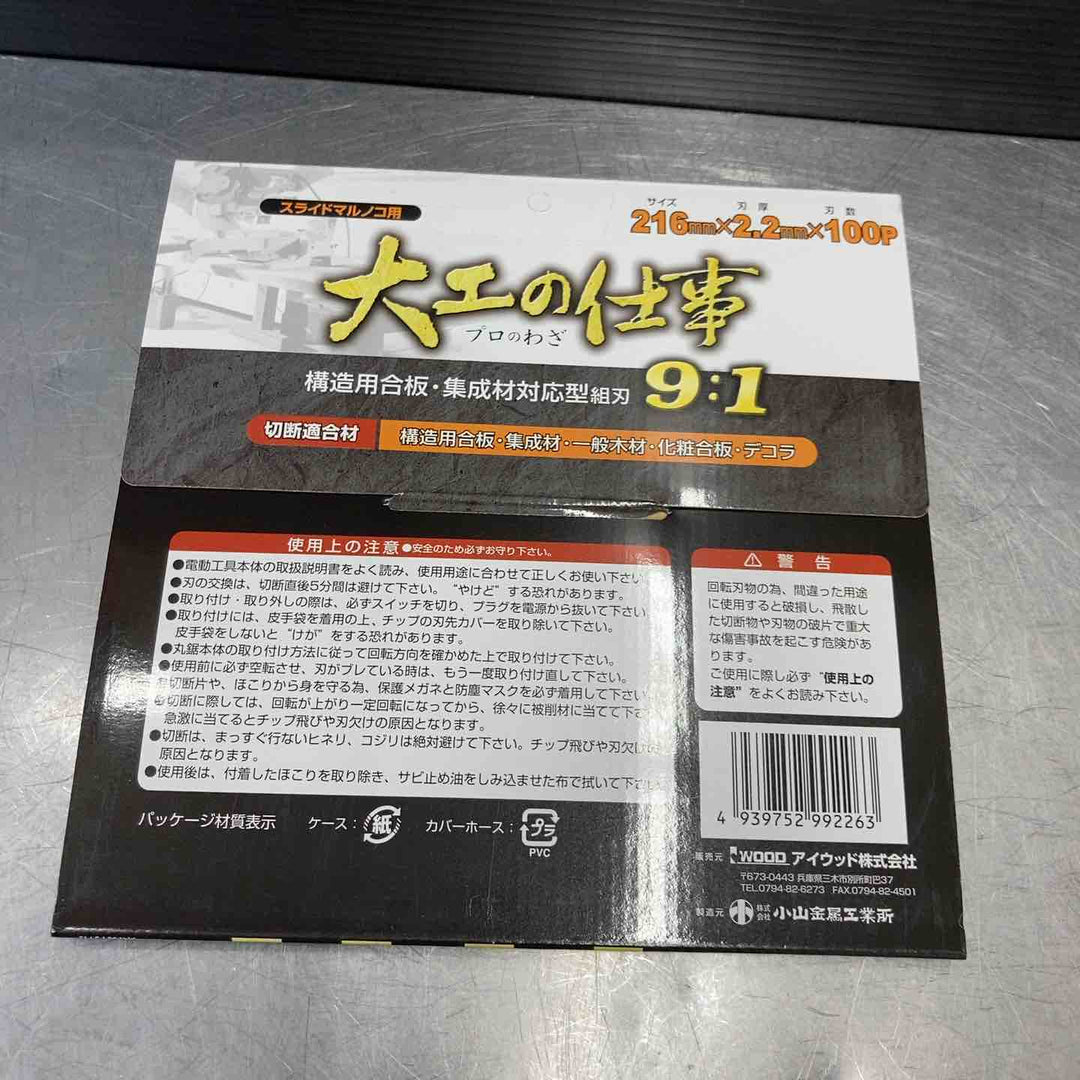 スライドマルノコ用
サイズ 刃厚 刃数
216mm×2.2mm×100P
大工の仕事
プロのわざ
構造用合板・集成材対応型組刃 9:1
切断適合材 構造用合板・集成材・一般木材・化粧合板・デコラ
使用上の注意 ●安全のため必ずお守り下さい。
●電動工具本体の取扱説明書をよく読み、使用用途に合わせて正しくお使い下さい
●刃の交換は、切断直後5分間は避けて下さい。“やけど”する恐れがあります。
●取り付け・取り外しの際は、必ずスイッチを切り、プラグを電源から抜いて下さい。
●取り付けには、皮手袋を着用の上、チップの刃先カバーを取り除いて下さい。
皮手袋をしないと“けが”をする恐れがあります。
●丸鋸本体の取り付け方法に従って回転方向を確かめた上で取り付けて下さい。
●使用前に必ず空転させ、刃がブレている時は、もう一度取り付け直して下さい。
●切断片や、ほこりから身を守る為、保護メガネと防塵マスクを必ず着用して下さい
●切断に際しては、回転が上がり一定回転になってから、徐々に被削材に当てて下さ
急激に当てるとチップ飛びや刃欠けの原因となります。
●切断は、まっすぐ行ないヒネリ、コジリは絶対避けて下さい。チップ飛びや刃欠けの
原因となります。
●使用後は、付着したほこりを取り除き、サビ止め油をしみ込ませた布で拭いて下さい
⚠ 警告
回転刃物の為、間違った用途
に使用すると破損し、飛散し
た切断物や刃物の破片で重大
な傷害事故を起こす危険があ
ります。
ご使用に際し必ず“使用上の
注意”をよくお読み下さい。
4 939752 992263
パッケージ材質表示 ケース：紙 カバーホース：プラ
PVC
販売元 WOOD アイウッド株式会社
〒673-0443 兵庫県三木市別所町巴37
TEL.0794-82-6273 FAX.0794-82-4501
製造元 株式会社 小山金属工業所